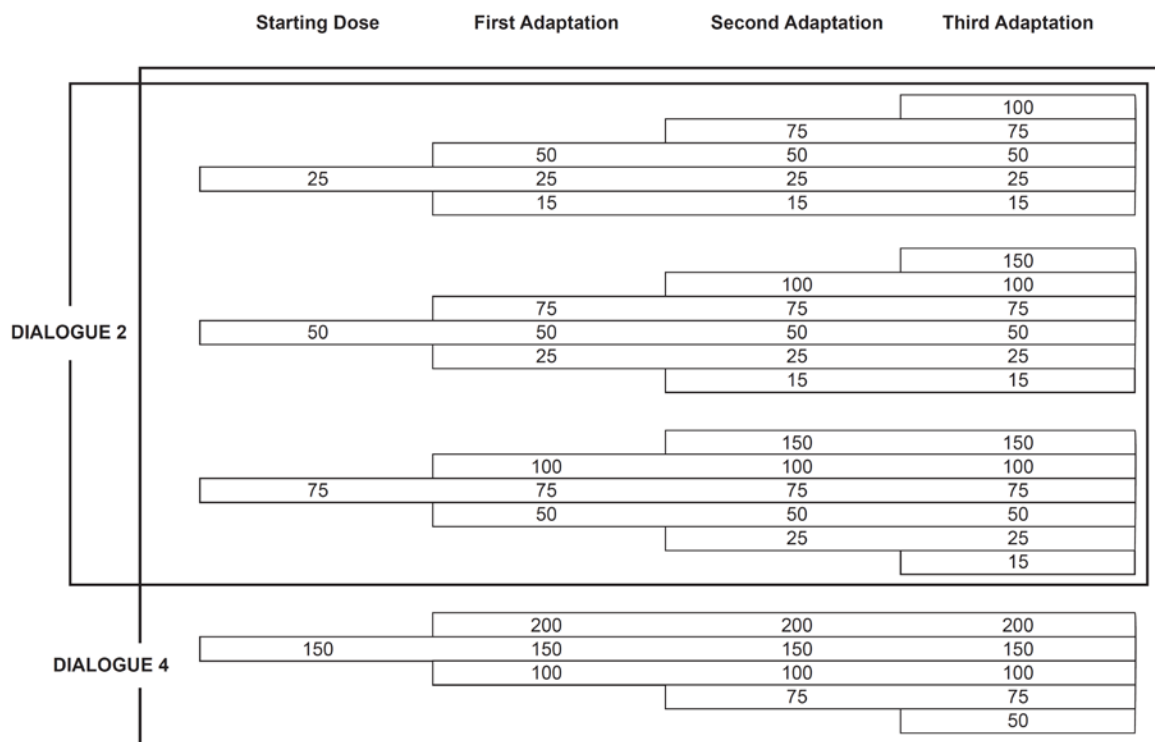 Starting Dose First Adaptation Second Adaptation Third Adaptation
100
75 75
50 50 50
25 25 25 25
15 15 15
150
100 100
75 75 75
DIALOGUE 2 50 50 50 50
25 25 25
15 15
150 150
100 100 100
75 75 75 75
50 50 50
25 25
15
200 200 200
150 150 150 150
DIALOGUE 4 100 100 100
75 75
50